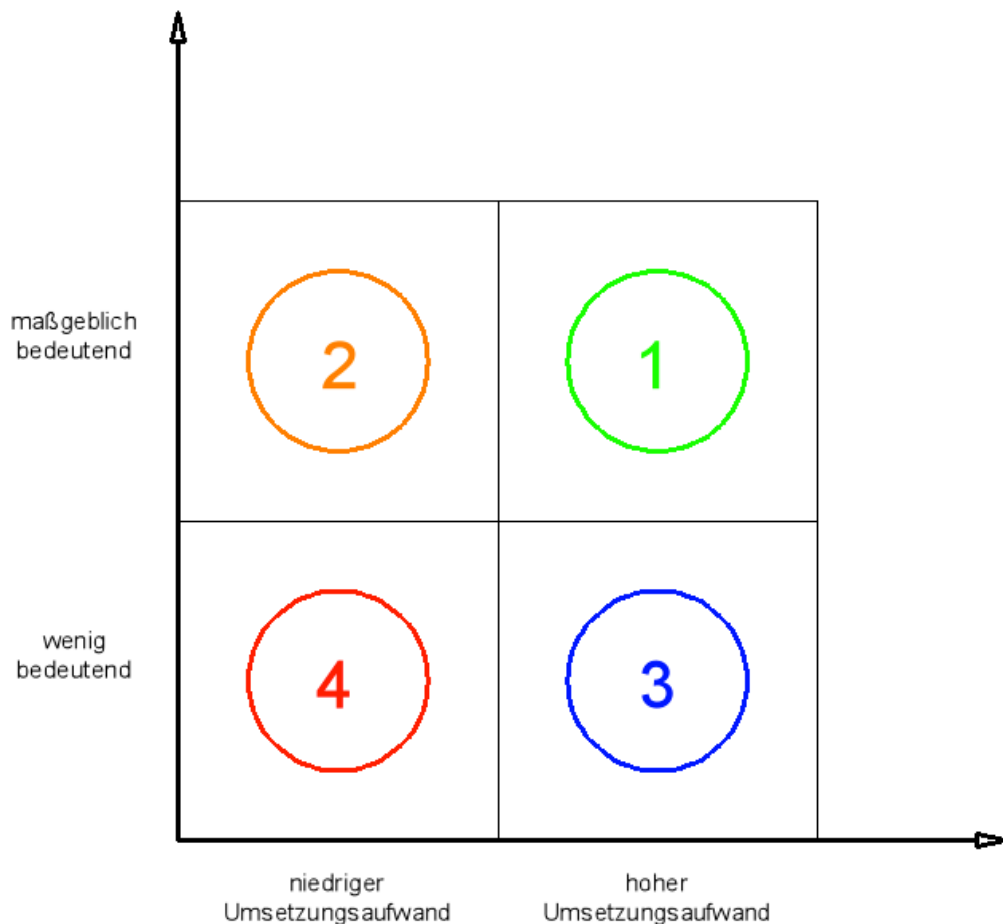 maßgeblich
bedeutend
2
1
wenig
bedeutend
4
3
niedriger
Umsetzungsaufwand
hoher
Umsetzungsaufwand